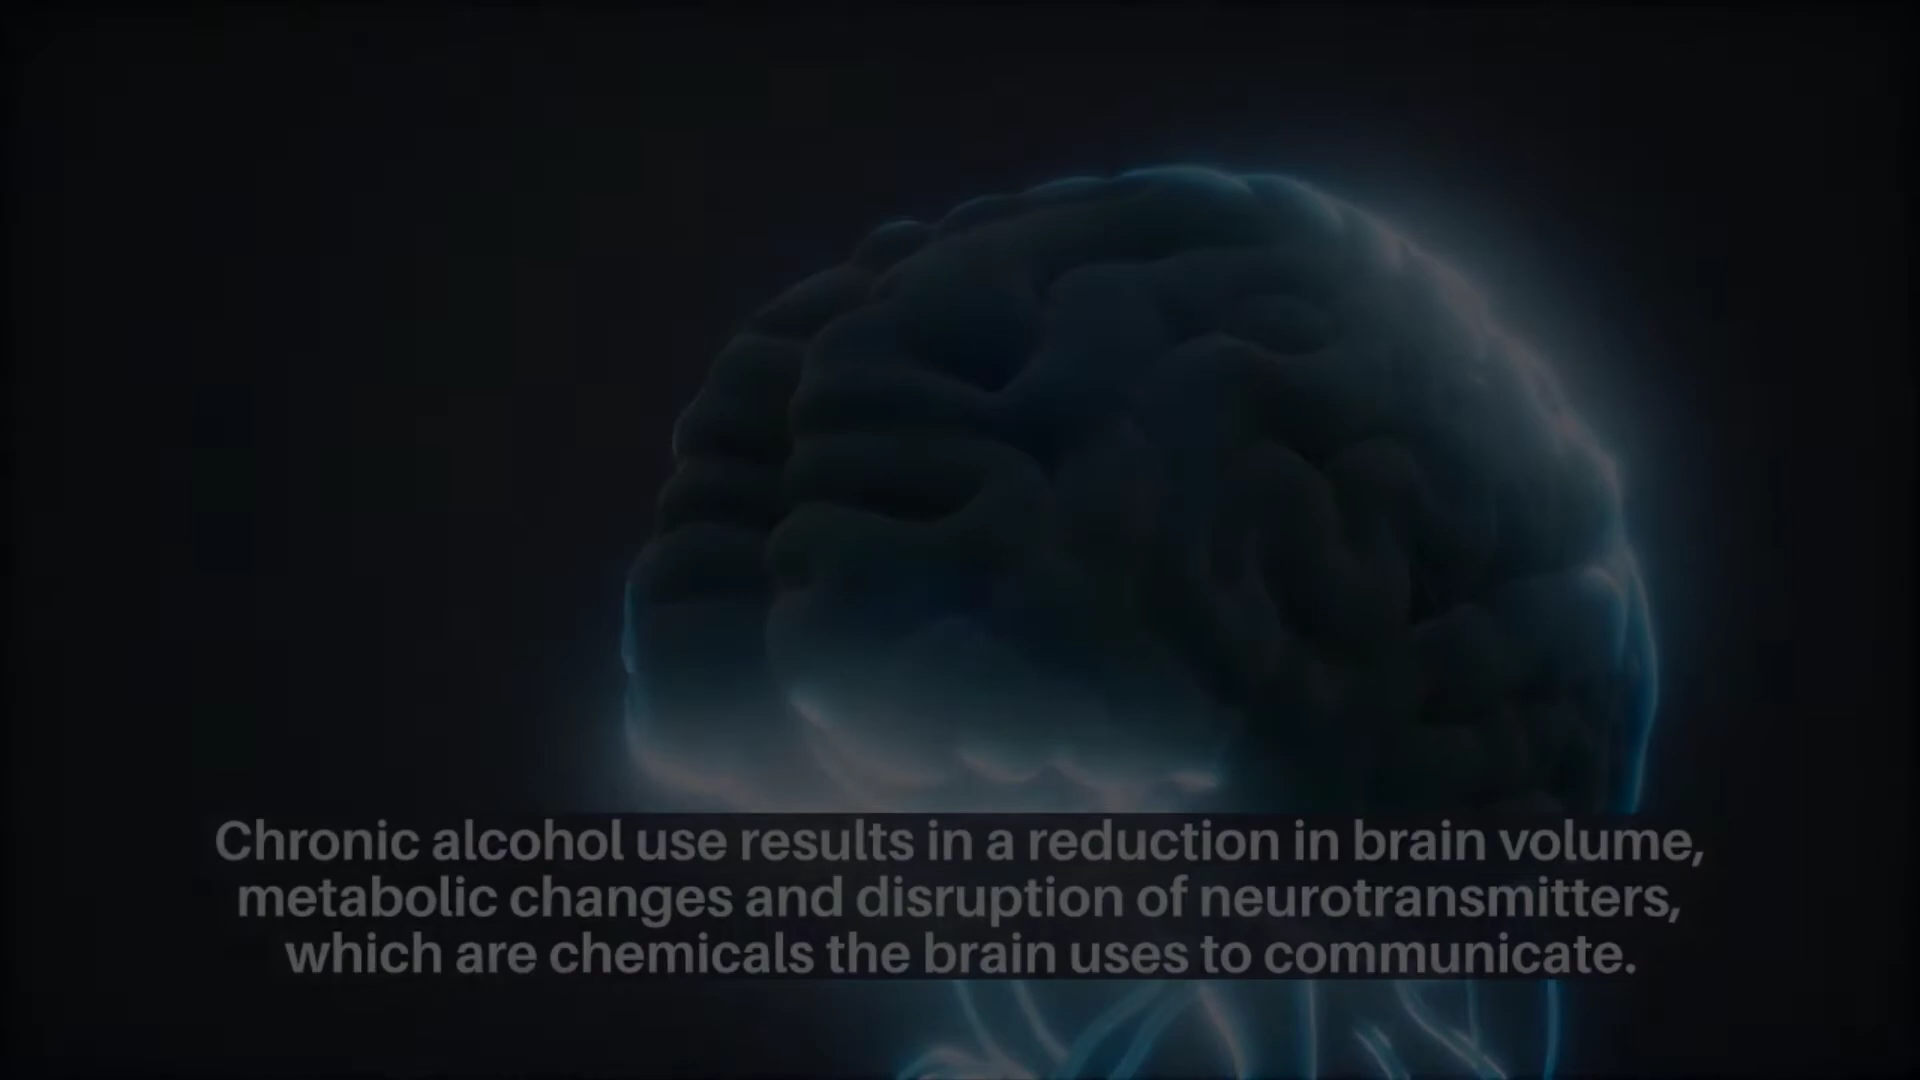 Chronic alcohol use results in a reduction in brain volume,
metabolic changes and disruption of neurotransmitters,
which are chemicals the brain uses to communicate.